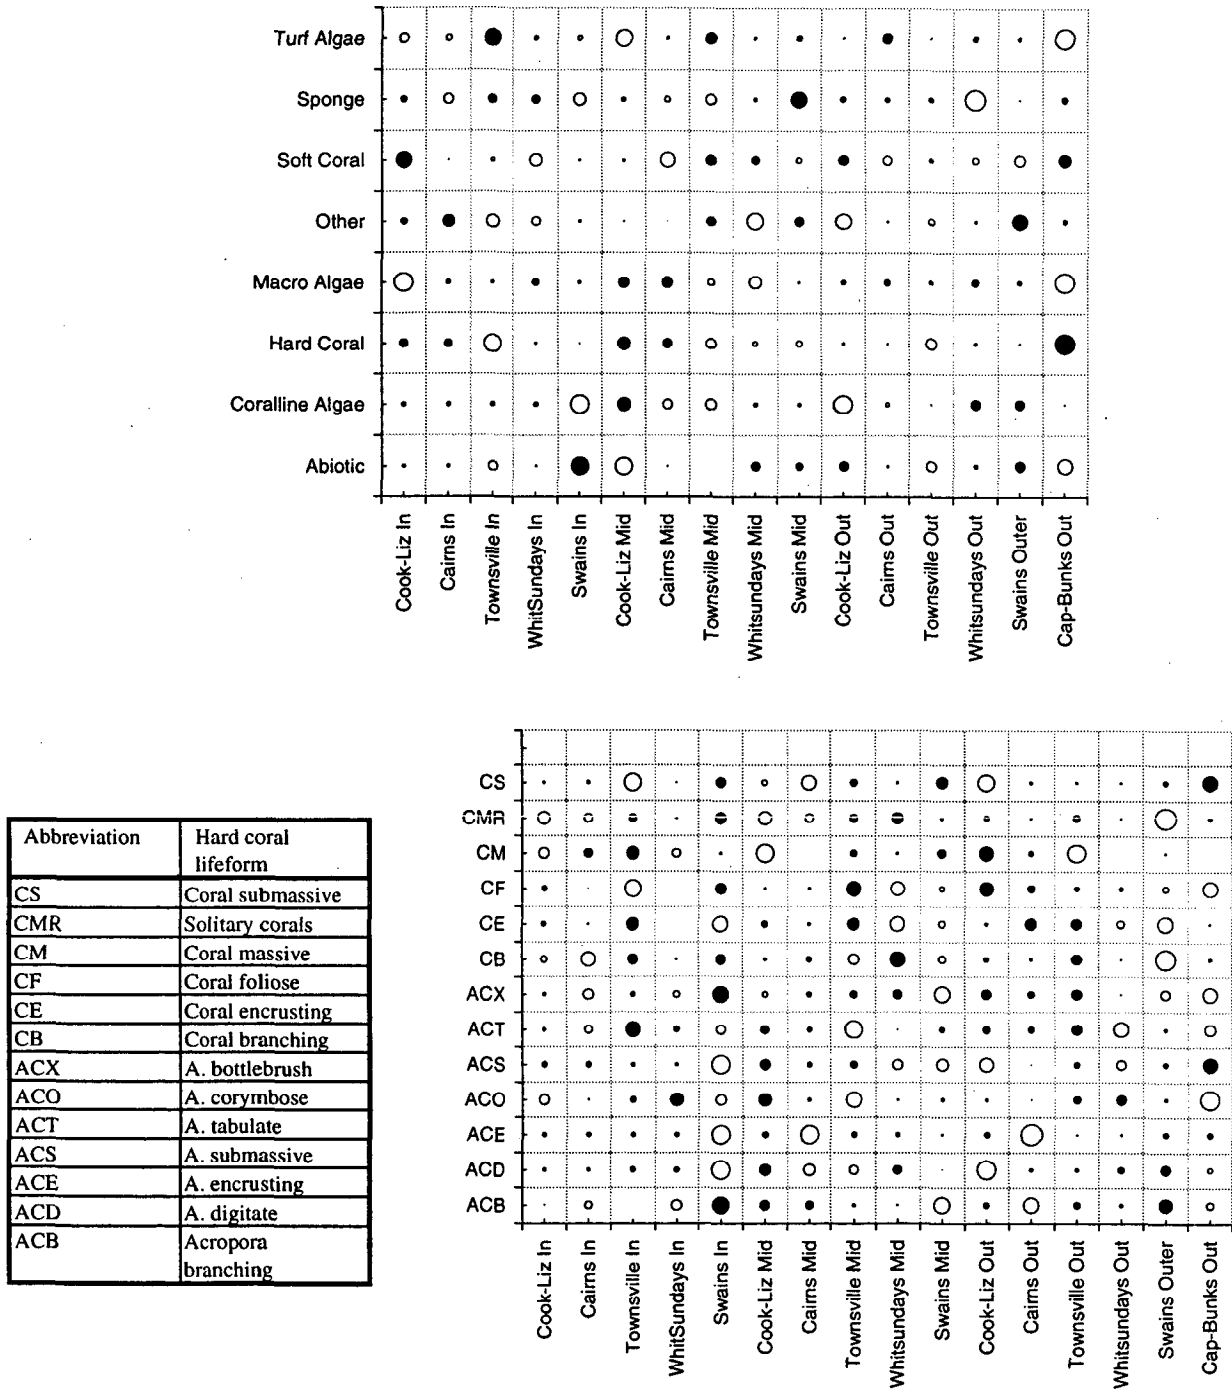 Turf Algae
Sponge
Soft Coral
Other
Macro Algae
Hard Coral
Coralline Algae
Abiotic
Cook-Liz In
Cairns In
Townsville In
WhitSundays In
Swains In
Cook-Liz Mid
Cairns Mid
Townsville Mid
Whitsundays Mid
Swains Mid
Cook-Liz Out
Cairns Out
Townsville Out
Whitsundays Out
Swains Outer
Cap-Bunks Out
Abbreviation Hard coral
lifeform
CS Coral submassive
CMR Solitary corals
CM Coral massive
CF Coral foliose
CE Coral encrusting
CB Coral branching
ACX A. bottlebrush
ACO A. corymbose
ACT A. tabulate
ACS A. submassive
ACE A. encrusting
ACD A. digitate
ACB Acropora
branching
CS
CMR
CM
CF
CE
CB
ACX
ACT
ACS
ACO
ACE
ACD
ACB
Cook-Liz In
Cairns In
Townsville In
WhitSundays In
Swains In
Cook-Liz Mid
Cairns Mid
Townsville Mid
Whitsundays Mid
Swains Mid
Cook-Liz Out
Cairns Out
Townsville Out
Whitsundays Out
Swains Outer
Cap-Bunks Out